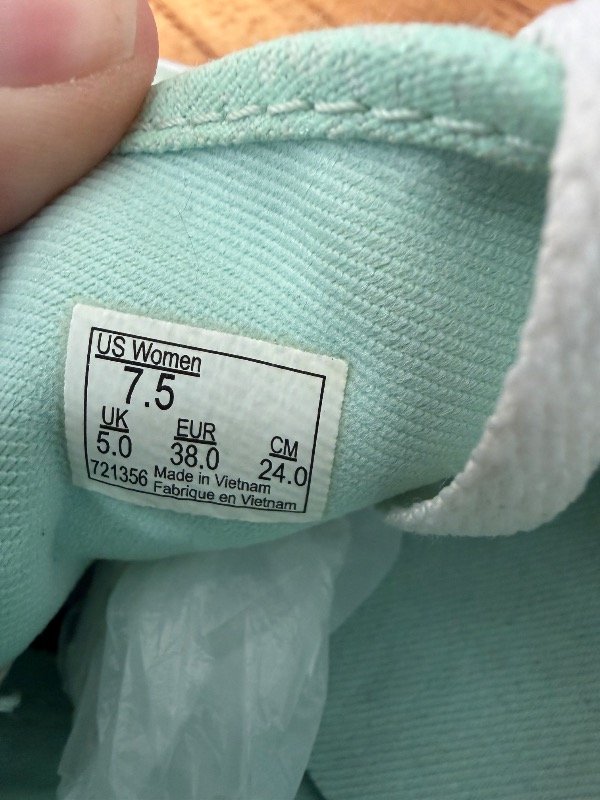 US Women
7.5
UK EUR CM
5.0 38.0 24.0
721356 Made in Vietnam
Fabrique en Vietnam